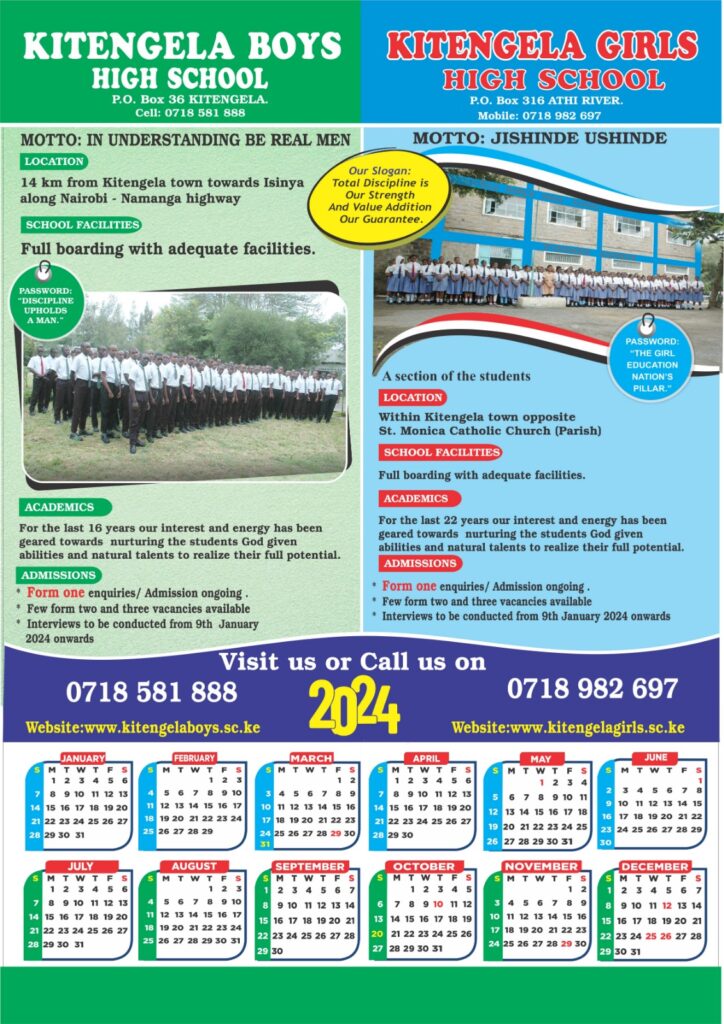 KITENGELA BOYS
HIGH SCHOOL
P.O. Box 36 KITENGELA.
Cell: 0718 581 888
KITENGELA GIRLS
HIGH SCHOOL
P.O. Box 316 ATHI RIVER.
Mobile: 0718 982 697
MOTTO: IN UNDERSTANDING BE REAL MEN
LOCATION
14 km from Kitengela town towards Isinya
along Nairobi - Namanga highway
SCHOOL FACILITIES
Full boarding with adequate facilities.
PASSWORD:
"DISCIPLINE
UPHOLDS
A MAN."
ACADEMICS
For the last 16 years our interest and energy has been
geared towards nurturing the students God given
abilities and natural talents to realize their full potential.
ADMISSIONS
* Form one enquiries/ Admission ongoing .
* Few form two and three vacancies available
* Interviews to be conducted from 9th January
2024 onwards
Our Slogan:
Total Discipline is
Our Strength
And Value Addition
Our Guarantee.
MOTTO: JISHINDE USHINDE
PASSWORD:
"THE GIRL
EDUCATION
NATION'S
PILLAR."
A section of the students
LOCATION
Within Kitengela town opposite
St. Monica Catholic Church (Parish)
SCHOOL FACILITIES
Full boarding with adequate facilities.
ACADEMICS
For the last 22 years our interest and energy has been
geared towards nurturing the students God given
abilities and natural talents to realize their full potential.
ADMISSIONS
* Form one enquiries/ Admission ongoing .
* Few form two and three vacancies available
* Interviews to be conducted from 9th January 2024 onwards
Visit us or Call us on
0718 581 888
2024
0718 982 697
Website:www.kitengelaboys.sc.ke
Website:www.kitengelagirls.sc.ke
JANUARY
S M T W T F S
1 2 3 4 5 6
7 8 9 10 11 12 13
14 15 16 17 18 19 20
21 22 23 24 25 26 27
28 29 30 31
FEBRUARY
S M T W T F S
1 2 3
4 5 6 7 8 9 10
11 12 13 14 15 16 17
18 19 20 21 22 23 24
25 26 27 28 29
MARCH
S M T W T F S
1 2
3 4 5 6 7 8 9
10 11 12 13 14 15 16
17 18 19 20 21 22 23
24 25 26 27 28 29 30
31
APRIL
S M T W T F S
1 2 3 4 5 6
7 8 9 10 11 12 13
14 15 16 17 18 19 20
21 22 23 24 25 26 27
28 29 30
MAY
S M T W T F S
1 2 3 4
5 6 7 8 9 10 11
12 13 14 15 16 17 18
19 20 21 22 23 24 25
26 27 28 29 30 31
JUNE
S M T W T F S
1
2 3 4 5 6 7 8
9 10 11 12 13 14 15
16 17 18 19 20 21 22
23 24 25 26 27 28 29
30
JULY
S M T W T F S
1 2 3 4 5 6
7 8 9 10 11 12 13
14 15 16 17 18 19 20
21 22 23 24 25 26 27
28 29 30 31
AUGUST
S M T W T F S
1 2 3
4 5 6 7 8 9 10
11 12 13 14 15 16 17
18 19 20 21 22 23 24
25 26 27 28 29 30 31
SEPTEMBER
S M T W T F S
1 2 3 4 5 6 7
8 9 10 11 12 13 14
15 16 17 18 19 20 21
22 23 24 25 26 27 28
29 30
OCTOBER
S M T W T F S
1 2 3 4 5
6 7 8 9 10 11 12
13 14 15 16 17 18 19
20 21 22 23 24 25 26
27 28 29 30 31
NOVEMBER
S M T W T F S
1 2
3 4 5 6 7 8 9
10 11 12 13 14 15 16
17 18 19 20 21 22 23
24 25 26 27 28 29 30
DECEMBER
S M T W T F S
1 2 3 4 5 6 7
8 9 10 11 12 13 14
15 16 17 18 19 20 21
22 23 24 25 26 27 28
29 30 31